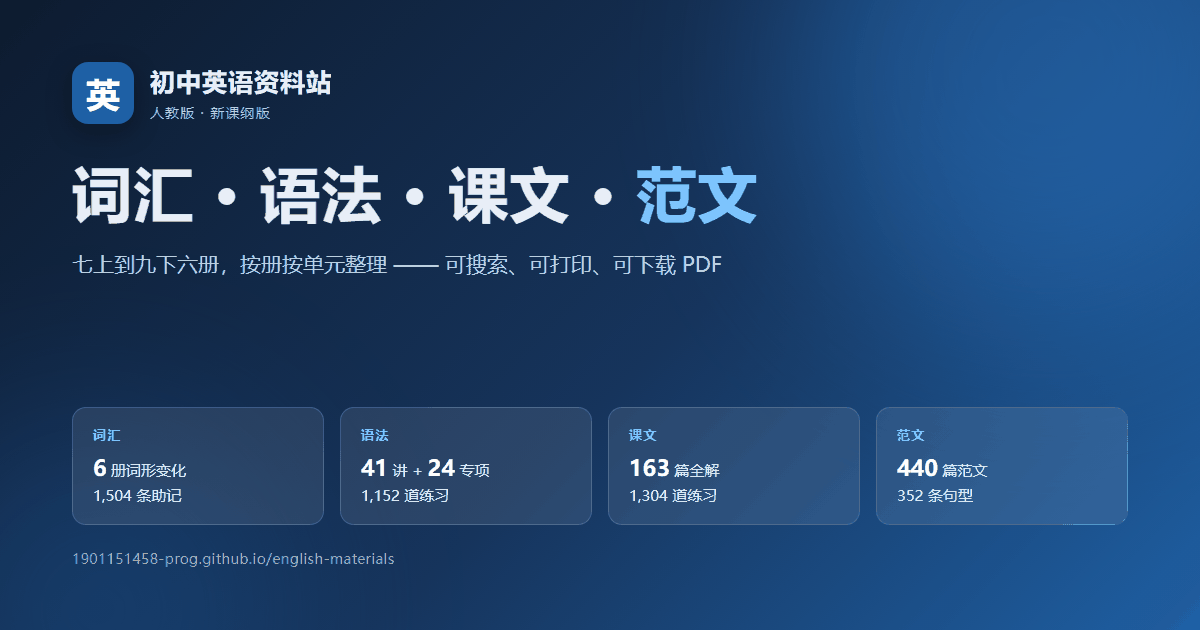 英
初中英语资料站
人教版 · 新课纲版
词汇 · 语法 · 课文 · 范文
七上到九下六册，按册按单元整理 —— 可搜索、可打印、可下载 PDF
词汇
6 册词形变化
1,504 条助记
语法
41 讲 + 24 专项
1,152 道练习
课文
163 篇全解
1,304 道练习
范文
440 篇范文
352 条句型
1901151458-prog.github.io/english-materials